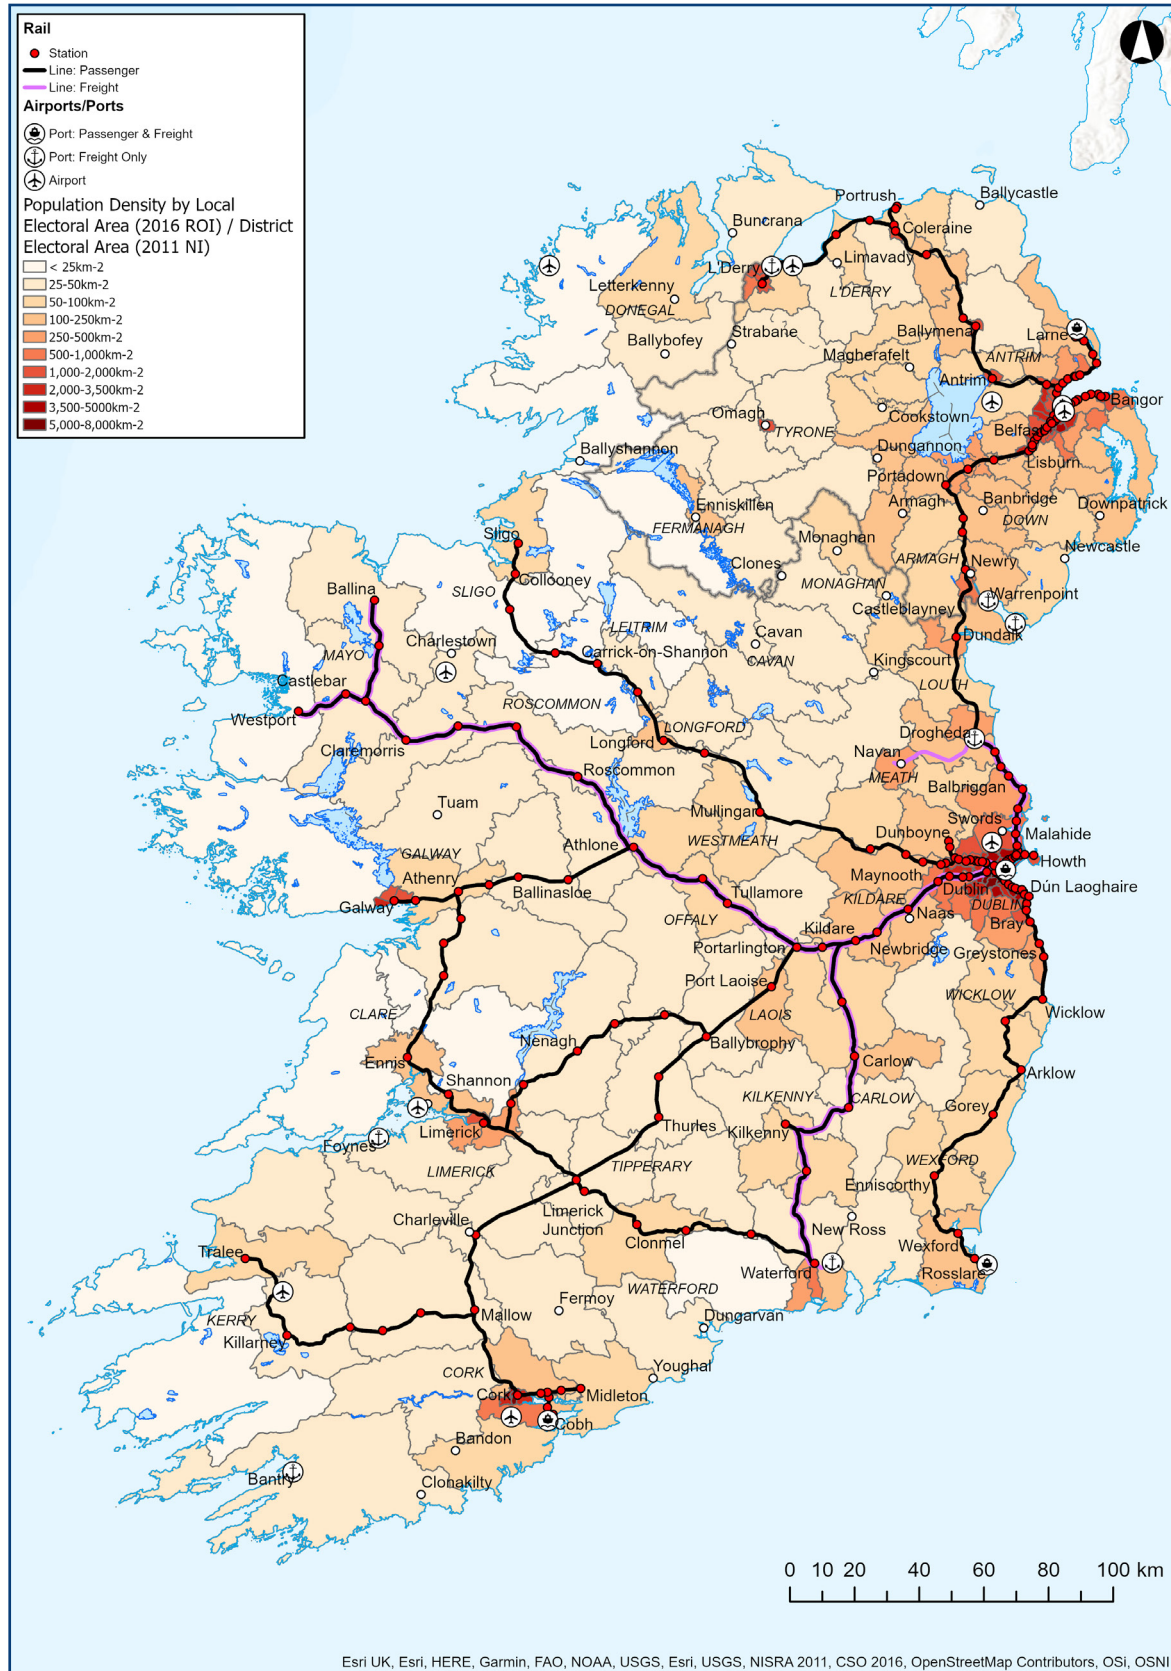 Rail
Station
Line: Passenger
Line: Freight
Airports/Ports
Port: Passenger & Freight
Port: Freight Only
Airport
Population Density by Local
Electoral Area (2016 ROI) / District
Electoral Area (2011 NI)
< 25km-2
25-50km-2
50-100km-2
100-250km-2
250-500km-2
500-1,000km-2
1,000-2,000km-2
2,000-3,500km-2
3,500-5000km-2
5,000-8,000km-2
Portrush
Ballycastle
Buncrana
Coleraine
L'Derry
Limavady
Letterkenny
L'DERRY
DONEGAL
Strabane
Ballymena
Larne
Ballybofey
Magherafelt
ANTRIM
Antrim
Bangor
Omagh
Cookstown
TYRONE
Belfast
Ballyshannon
Dungannon
Lisburn
Portadown
Enniskillen
Armagh
Banbridge
Downpatrick
FERMANAGH
DOWN
Sligo
Monaghan
Newcastle
Clones
ARMAGH
Newry
Collooney
MONAGHAN
Ballina
SLIGO
Castleblayney
Warrenpoint
LEITRIM
Cavan
Dundalk
Charlestown
Carrick-on-Shannon
MAYO
CAVAN
Kingscourt
Castlebar
LOUTH
ROSCOMMON
Westport
LONGFORD
Drogheda
Longford
Claremorris
Navan
Roscommon
MEATH
Balbriggan
Tuam
Mullingar
Swords
Dunboyne
Malahide
WESTMEATH
Athlone
GALWAY
Howth
Athenry
Maynooth
Ballinasloe
Tullamore
Dublin
Dún Laoghaire
KILDARE
DUBLIN
Galway
OFFALY
Naas
Bray
Kildare
Portarlington
Newbridge
Greystones
Port Laoise
WICKLOW
CLARE
LAOIS
Wicklow
Nenagh
Ballybrophy
Ennis
Carlow
Arklow
Shannon
KILKENNY
CARLOW
Gorey
Limerick
Thurles
Kilkenny
Foynes
LIMERICK
TIPPERARY
WEXFORD
Enniscorthy
Limerick
Junction
Charleville
New Ross
Clonmel
Wexford
Tralee
Waterford
Rosslare
WATERFORD
Fermoy
KERRY
Mallow
Dungarvan
Killarney
Youghal
CORK
Cork
Midleton
Cobh
Bandon
Bantry
Clonakilty
0 10 20 40 60 80 100 km
Esri UK, Esri, HERE, Garmin, FAO, NOAA, USGS, Esri, USGS, NISRA 2011, CSO 2016, OpenStreetMap Contributors, OSi, OSNI